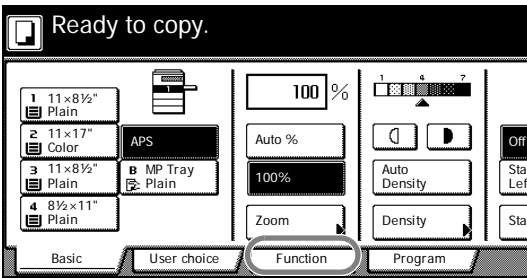 Ready to copy.
1 11×8½"
Plain
2 11×17"
Color
3 11×8½"
Plain
4 8½×11"
Plain
1
APS
B MP Tray
Plain
100 %
Auto %
100%
Zoom
1 4 7
Auto
Density
Density
Off
Sta
Lef
Sta
Basic
User choice
Function
Program